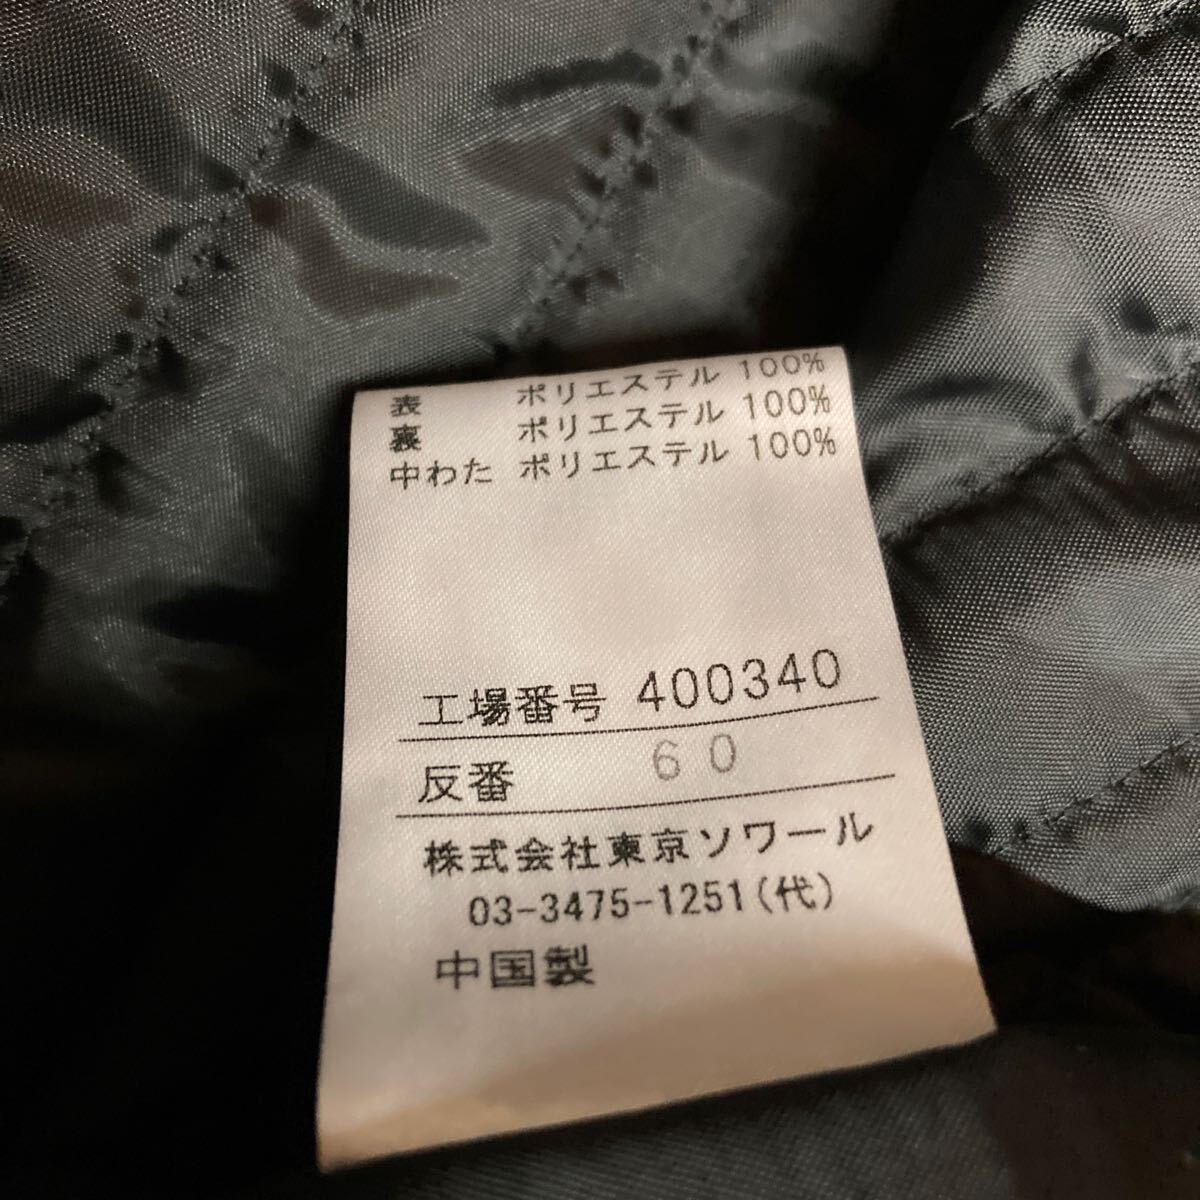 表 ポリエステル 100%
裏 ポリエステル 100%
中わた ポリエステル 100%
工場番号 400340
反番 60
株式会社東京ソワール
03-3475-1251(代)
中国製